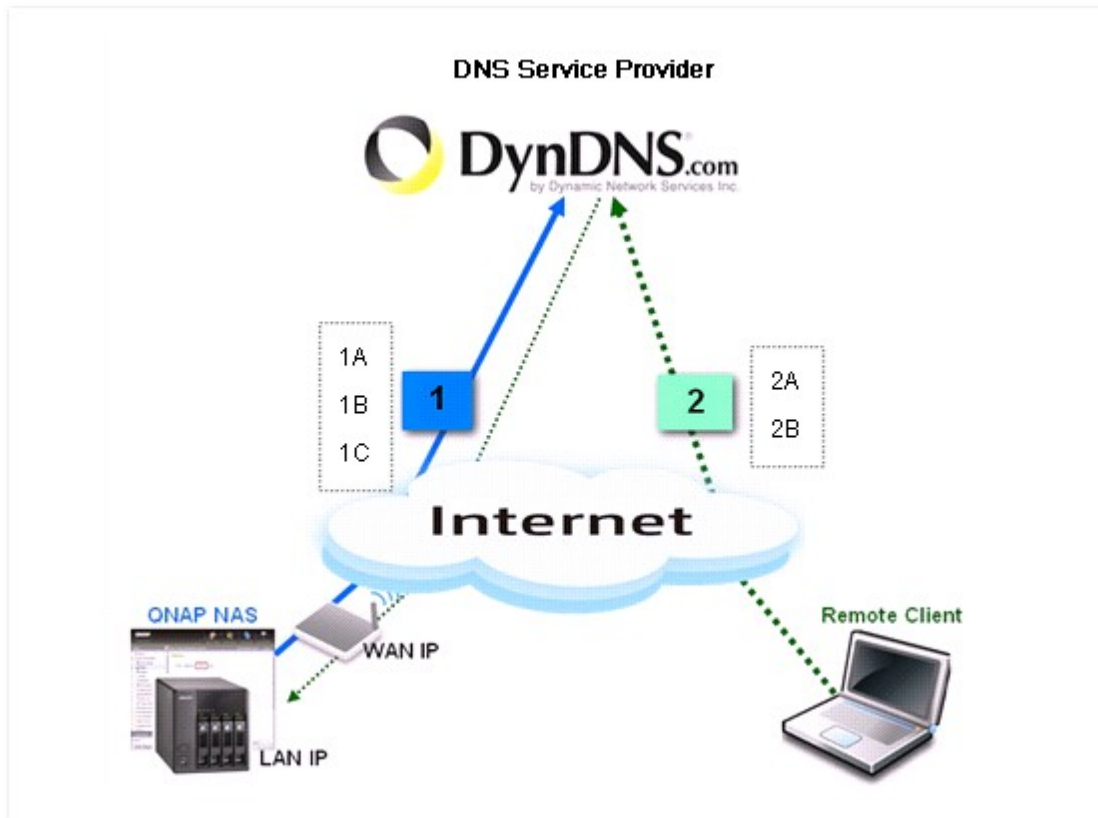 DNS Service Provider
DynDNS.com
by Dynamic Network Services Inc.
1A
1B
1C
1
2
2A
2B
Internet
QNAP NAS
WAN IP
LAN IP
Remote Client